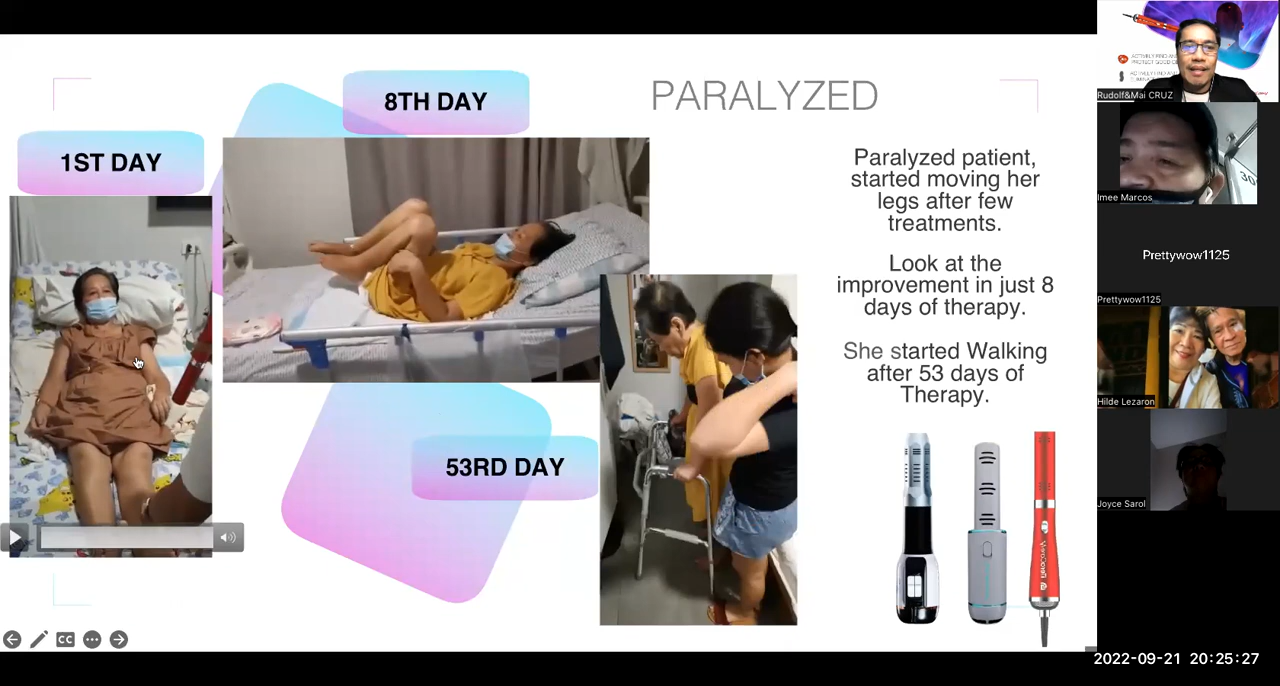 8TH DAY
PARALYZED
1ST DAY
Paralyzed patient,
started moving her
legs after few
treatments.
Look at the
improvement in just 8
days of therapy.
She started Walking
after 53 days of
Therapy.
53RD DAY
CC
Rudolf&Mai CRUZ
Imee Marcos
30
Prettywow1125
Prettywow1125
Hilde Lezaron
Joyce Sarol
2022-09-21 20:25:27